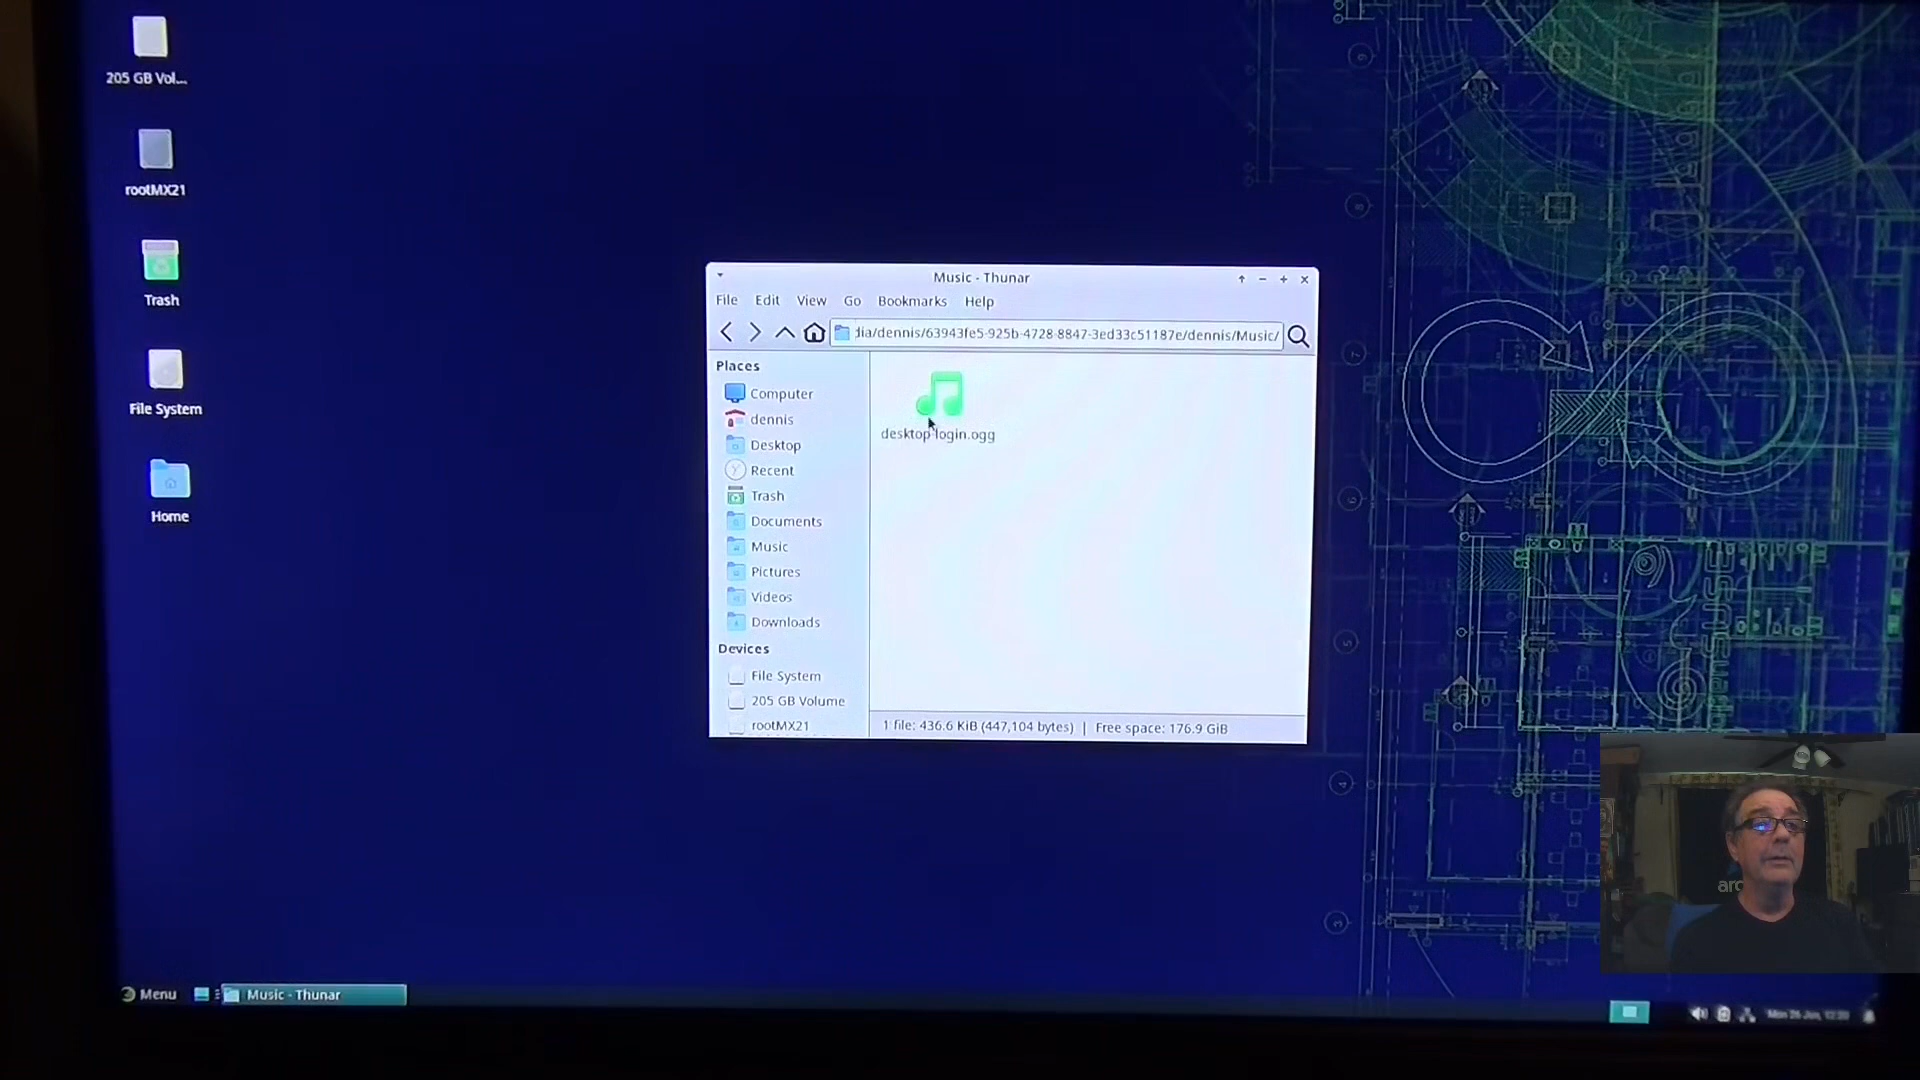 205 GB Vol...
rootMX21
Trash
File System
Home
Music - Thunar
File Edit View Go Bookmarks Help
dia/dennis/63943fe5-925b-4728-8847-3ed33c51187e/dennis/Music/
Places
Computer
dennis
Desktop
Recent
Trash
Documents
Music
Pictures
Videos
Downloads
Devices
File System
205 GB Volume
rootMX21
desktop-login.ogg
1 file: 436.6 KiB (447,104 bytes) | Free space: 176.9 GiB
Menu
Music - Thunar
Mon 26 Jun,